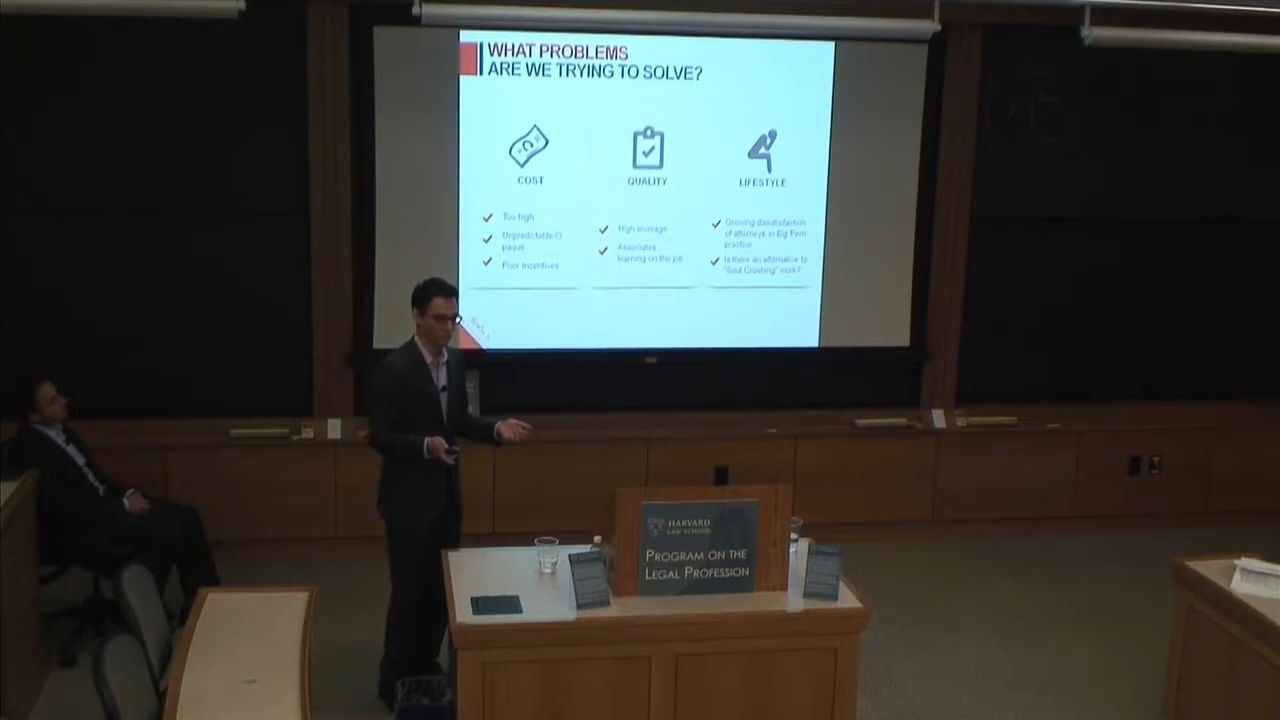 WHAT PROBLEMS
ARE WE TRYING TO SOLVE?
COST
QUALITY
LIFESTYLE
Too high
Unpredictable/O
paque
Poor Incentives
High leverage
Associates
learning on the job
Growing dissatisfaction
of attorneys in Big Firm
practice
Is there an alternative to
"Soul Crushing" work?
HARVARD
LAW SCHOOL
PROGRAM ON THE
LEGAL PROFESSION